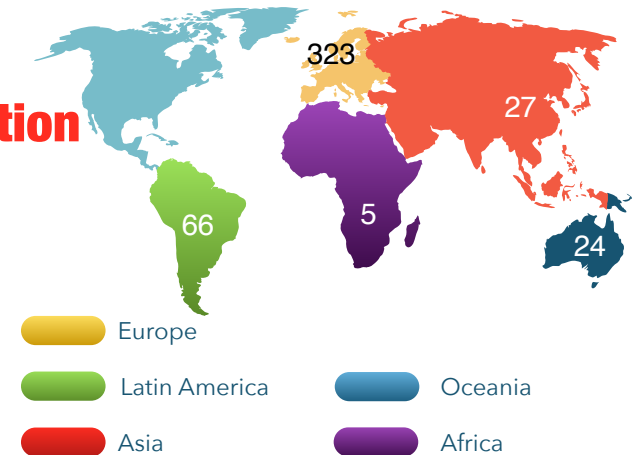 323
27
tion
5
66
24
Europe
Latin America
Oceania
Asia
Africa